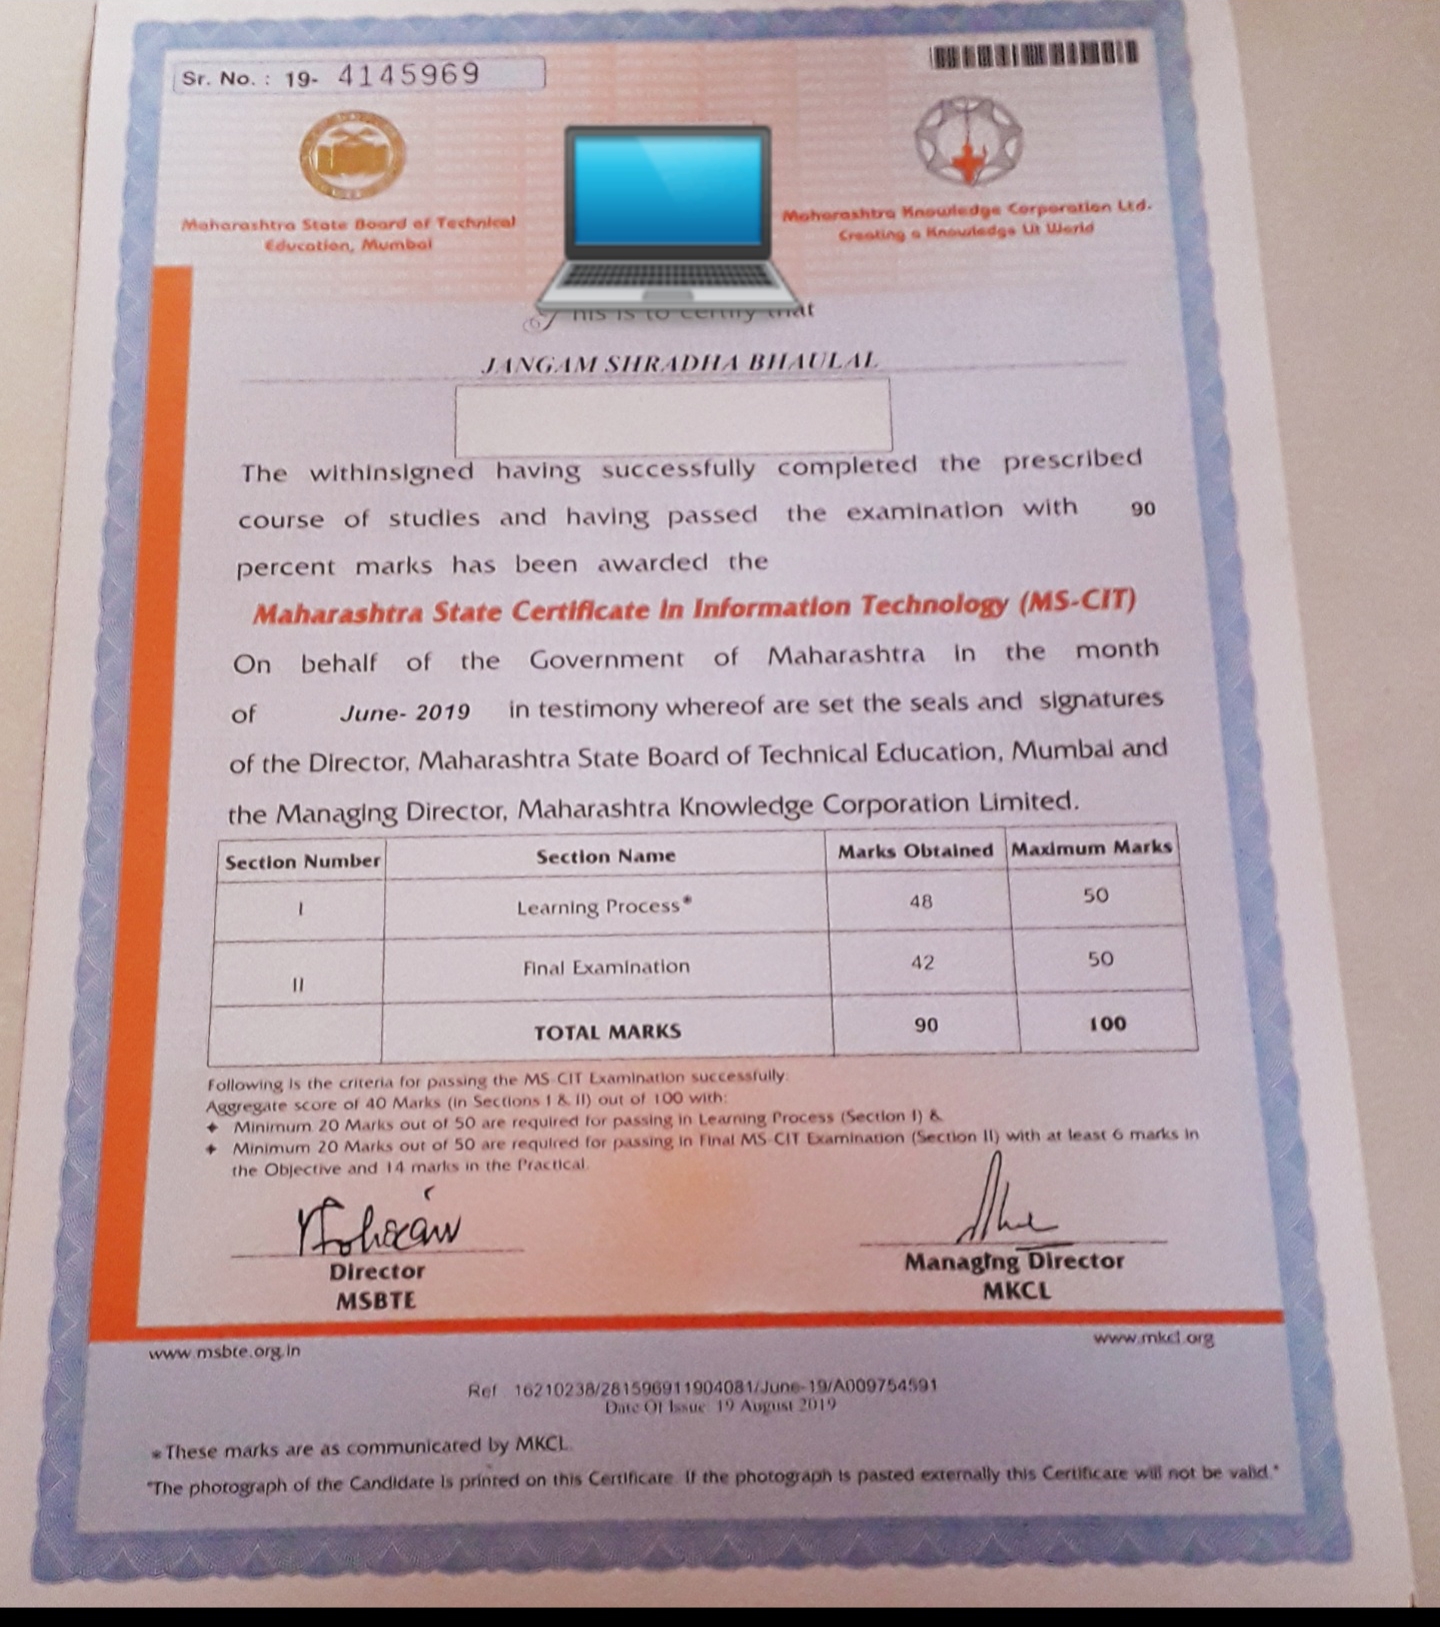 Sr. No. : 19- 4145969
Maharashtra State Board of Technical
Education, Mumbai
Maharashtra Knowledge Corporation Ltd.
Creating a Knowledge Lit World
This is to certify that
JANGAM SHRADHA BHAULAL
The withinsigned having successfully completed the prescribed
course of studies and having passed the examination with 90
percent marks has been awarded the
Maharashtra State Certificate in Information Technology (MS-CIT)
On behalf of the Government of Maharashtra in the month
of June- 2019 in testimony whereof are set the seals and signatures
of the Director, Maharashtra State Board of Technical Education, Mumbai and
the Managing Director, Maharashtra Knowledge Corporation Limited.
Section Number Section Name Marks Obtained Maximum Marks
I Learning Process* 48 50
II Final Examination 42 50
TOTAL MARKS 90 100
Following is the criteria for passing the MS-CIT Examination successfully:
Aggregate score of 40 Marks (in Sections I & II) out of 100 with:
✦ Minimum 20 Marks out of 50 are required for passing in Learning Process (Section I) &
✦ Minimum 20 Marks out of 50 are required for passing in Final MS-CIT Examination (Section II) with at least 6 marks in
the Objective and 14 marks in the Practical.
Director
MSBTE
Managing Director
MKCL
www.msbte.org.in
www.mkcl.org
Ref 16210238/281596911904081/June-19/A009754591
Date Of Issue: 19 August 2019
*These marks are as communicated by MKCL.
"The photograph of the Candidate is printed on this Certificate. If the photograph is pasted externally this Certificate will not be valid."